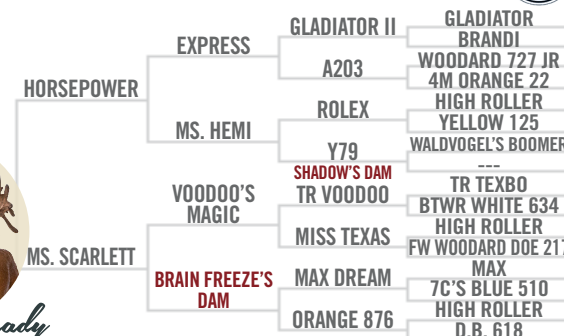 HORSEPOWER
MS. SCARLETT
EXPRESS
MS. HEMI
VOODOO'S
MAGIC
BRAIN FREEZE'S
DAM
GLADIATOR II
A203
ROLEX
Y79
SHADOW'S DAM
TR VOODOO
MISS TEXAS
MAX DREAM
ORANGE 876
GLADIATOR
BRANDI
WOODARD 727 JR
4M ORANGE 22
HIGH ROLLER
YELLOW 125
WALDVOGEL'S BOOMER
---
TR TEXBO
BTWR WHITE 634
HIGH ROLLER
FW WOODARD DOE 217
MAX
7C'S BLUE 510
HIGH ROLLER
D.B. 618